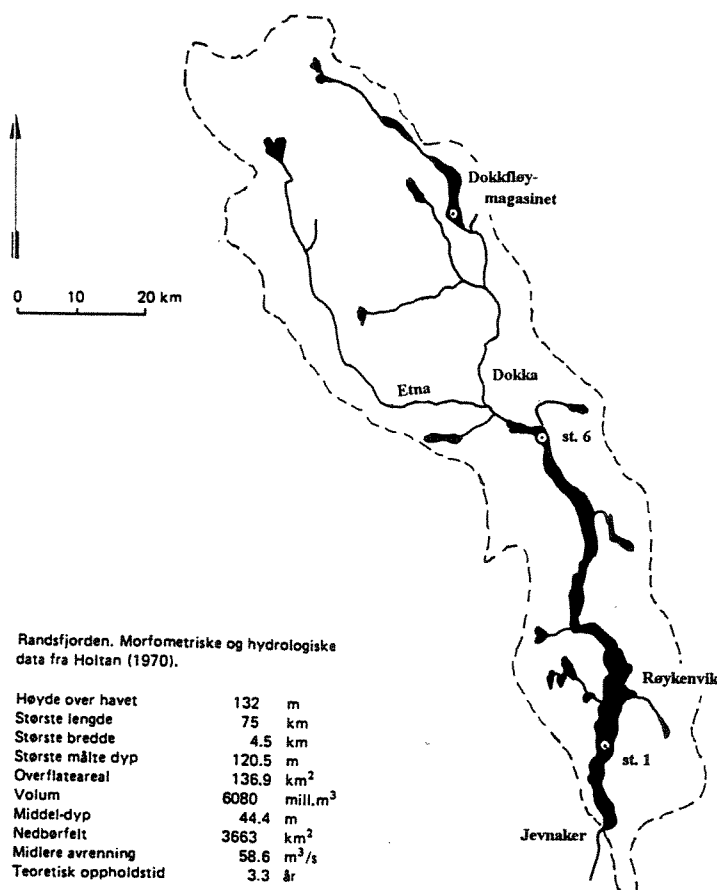 Dokkfløy-
magasinet
0 10 20 km
Dokka
Etna
st. 6
Randsfjorden. Morfometriske og hydrologiske
data fra Holtan (1970).
Røykenvik
Høyde over havet 132 m
Største lengde 75 km
Største bredde 4.5 km
Største målte dyp 120.5 m
Overflateareal 136.9 km²
Volum 6080 mill.m³
Middel-dyp 44.4 m
Nedbørfelt 3663 km²
Midlere avrenning 58.6 m³/s
Teoretisk oppholdstid 3.3 år
st. 1
Jevnaker